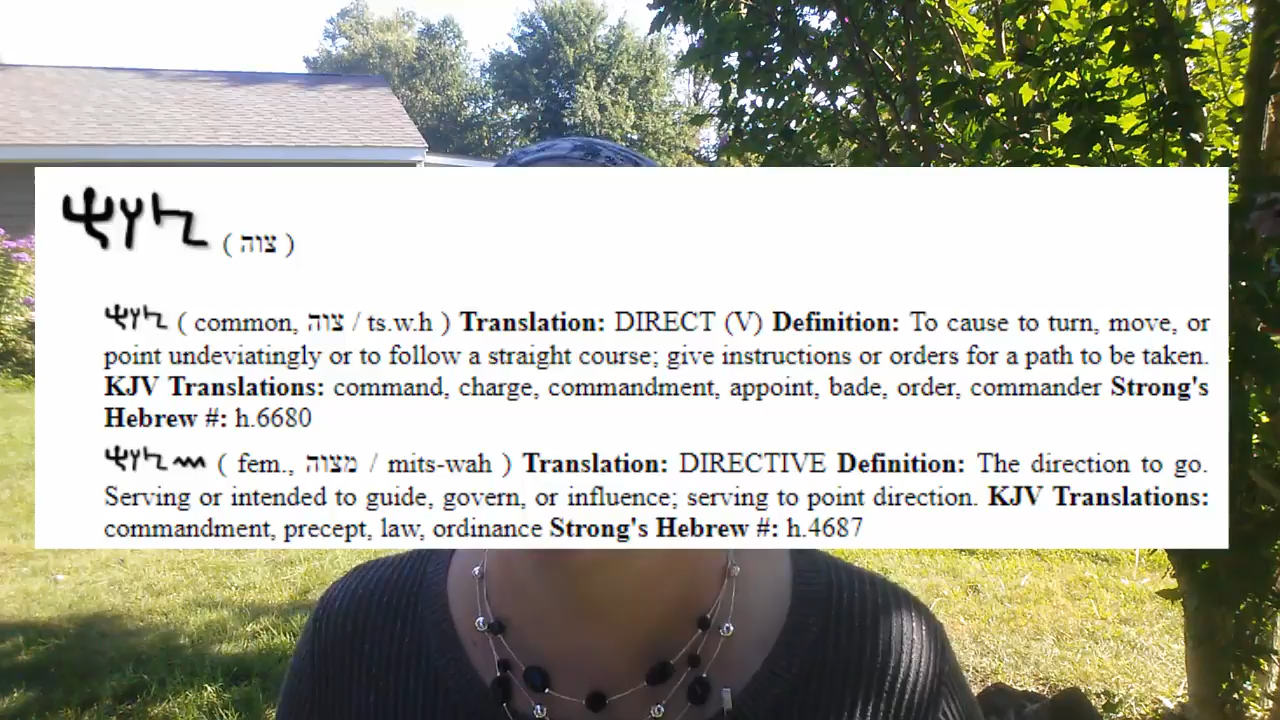 𐤄𐤅𐤑 ( צוה )
𐤄𐤅𐤑 ( common, צוה / ts.w.h ) Translation: DIRECT (V) Definition: To cause to turn, move, or
point undeviatingly or to follow a straight course; give instructions or orders for a path to be taken.
KJV Translations: command, charge, commandment, appoint, bade, order, commander Strong's
Hebrew #: h.6680
𐤄𐤅𐤑𐤌 ( fem., מצוה / mits-wah ) Translation: DIRECTIVE Definition: The direction to go.
Serving or intended to guide, govern, or influence; serving to point direction. KJV Translations:
commandment, precept, law, ordinance Strong's Hebrew #: h.4687